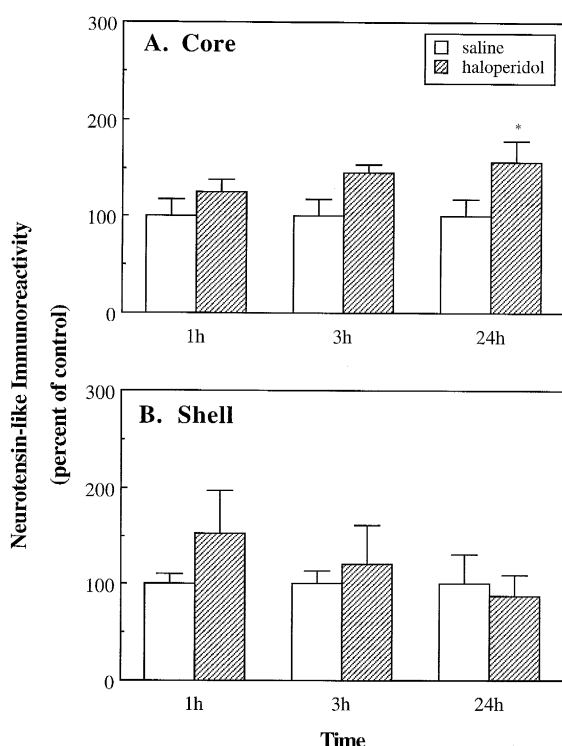 Neurotensin-like Immunoreactivity
(percent of control)
A. Core
saline
haloperidol
300
200
100
0
*
1h
3h
24h
B. Shell
300
200
100
0
1h
3h
24h
Time